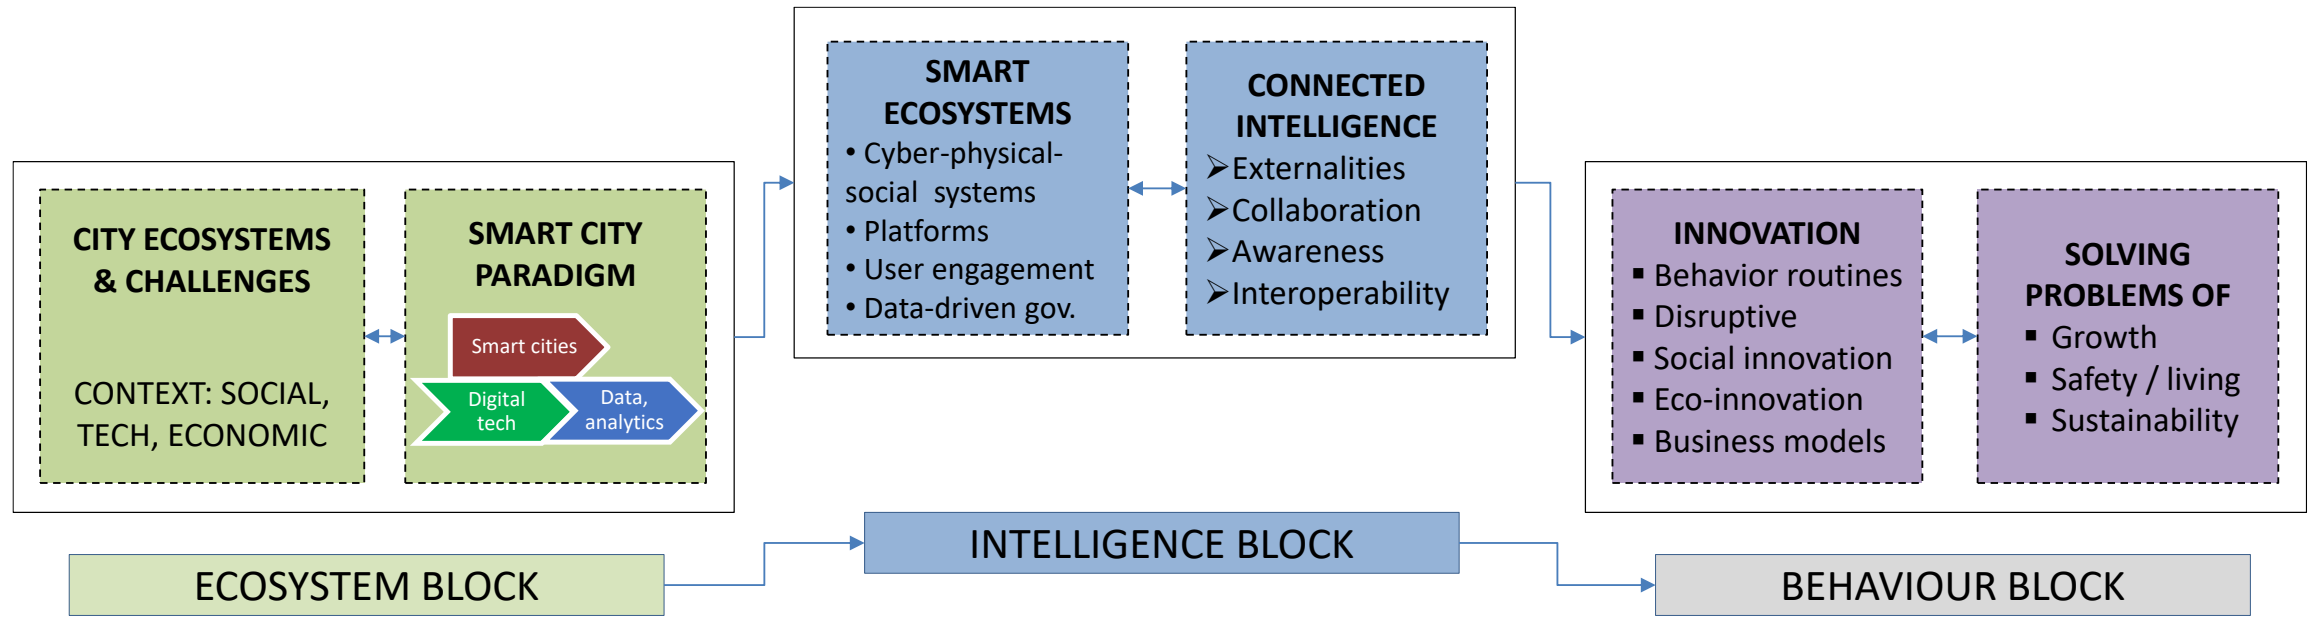 CITY ECOSYSTEMS
& CHALLENGES
CONTEXT: SOCIAL,
TECH, ECONOMIC
SMART CITY
PARADIGM
Smart cities
Digital
tech
Data,
analytics
SMART
ECOSYSTEMS
• Cyber-physical-
social systems
• Platforms
• User engagement
• Data-driven gov.
CONNECTED
INTELLIGENCE
➢Externalities
➢Collaboration
➢Awareness
➢Interoperability
INNOVATION
▪ Behavior routines
▪ Disruptive
▪ Social innovation
▪ Eco-innovation
▪ Business models
SOLVING
PROBLEMS OF
▪ Growth
▪ Safety / living
▪ Sustainability
ECOSYSTEM BLOCK
INTELLIGENCE BLOCK
BEHAVIOUR BLOCK